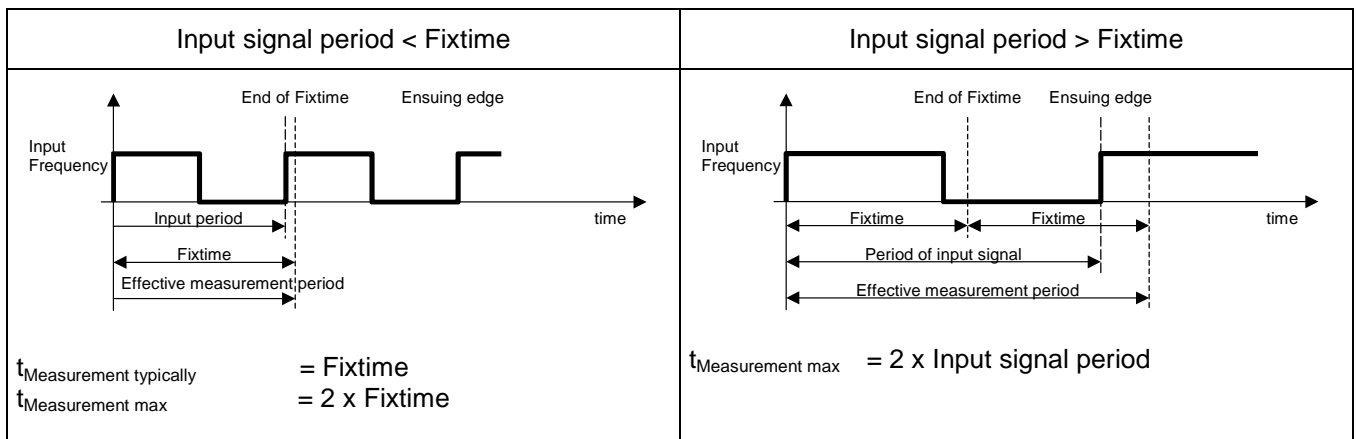 Input signal period < Fixtime
End of Fixtime Ensuing edge
Input
Frequency
time
Input period
Fixtime
Effective measurement period
tMeasurement typically = Fixtime
tMeasurement max = 2 x Fixtime
Input signal period > Fixtime
End of Fixtime Ensuing edge
Input
Frequency
time
Fixtime Fixtime
Period of input signal
Effective measurement period
tMeasurement max = 2 x Input signal period